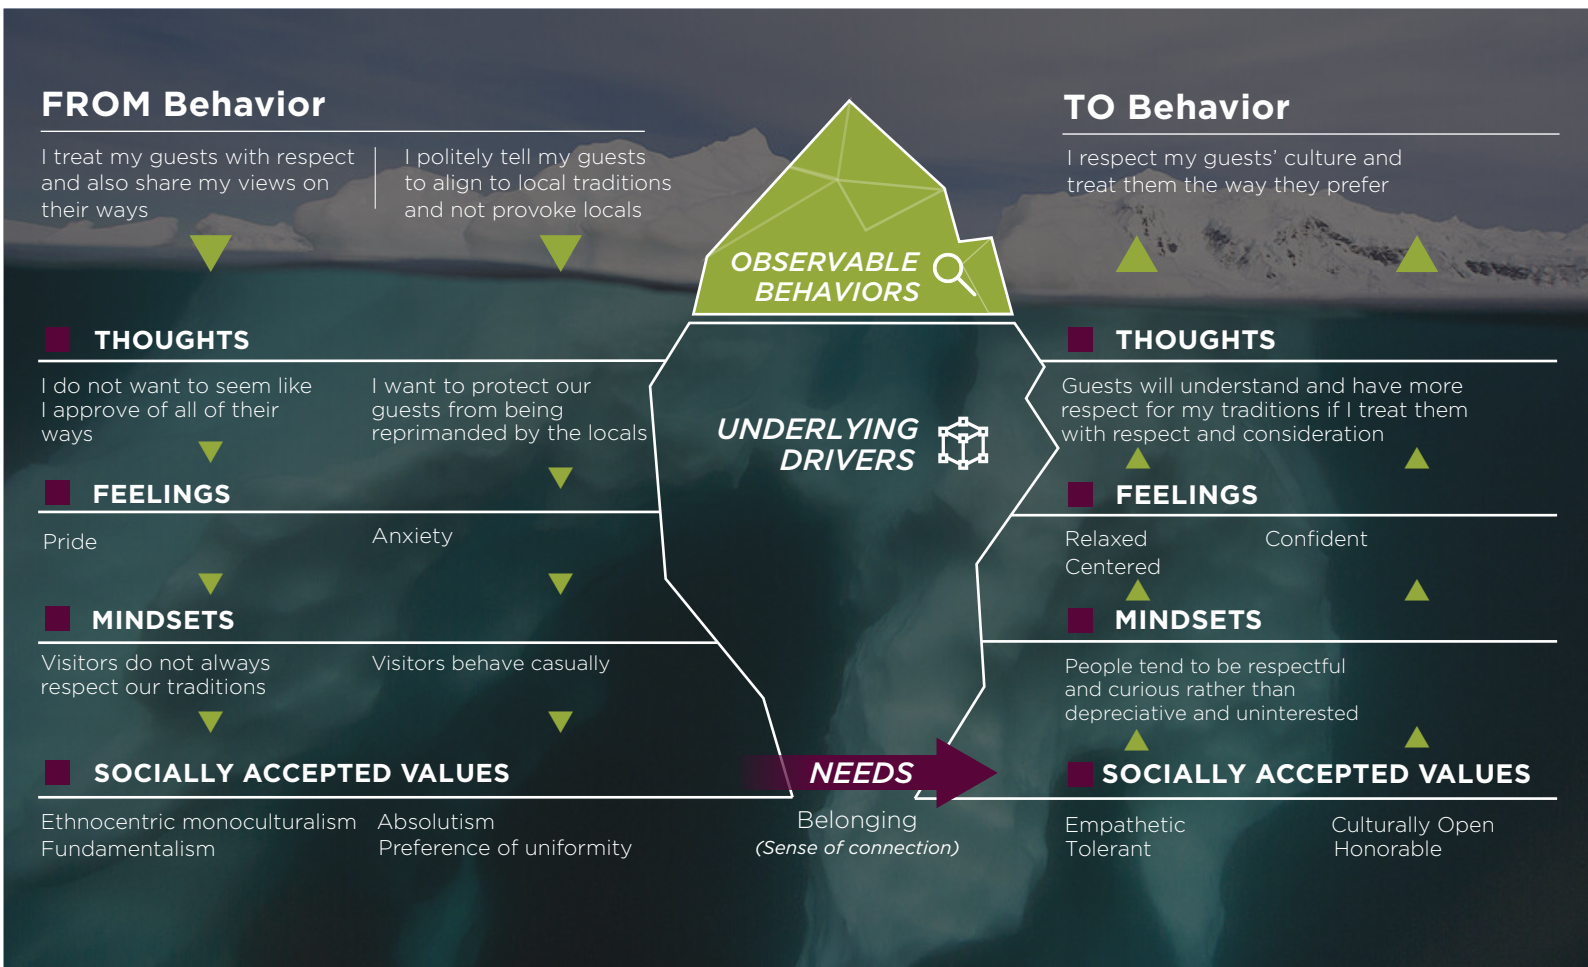 FROM Behavior
I treat my guests with respect
and also share my views on
their ways
I politely tell my guests
to align to local traditions
and not provoke locals
THOUGHTS
I do not want to seem like
I approve of all of their
ways
I want to protect our
guests from being
reprimanded by the locals
FEELINGS
Pride
Anxiety
MINDSETS
Visitors do not always
respect our traditions
Visitors behave casually
SOCIALLY ACCEPTED VALUES
Ethnocentric monoculturalism
Fundamentalism
Absolutism
Preference of uniformity
OBSERVABLE
BEHAVIORS
UNDERLYING
DRIVERS
NEEDS
Belonging
(Sense of connection)
TO Behavior
I respect my guests’ culture and
treat them the way they prefer
THOUGHTS
Guests will understand and have more
respect for my traditions if I treat them
with respect and consideration
FEELINGS
Relaxed
Centered
Confident
MINDSETS
People tend to be respectful
and curious rather than
depreciative and uninterested
SOCIALLY ACCEPTED VALUES
Empathetic
Tolerant
Culturally Open
Honorable